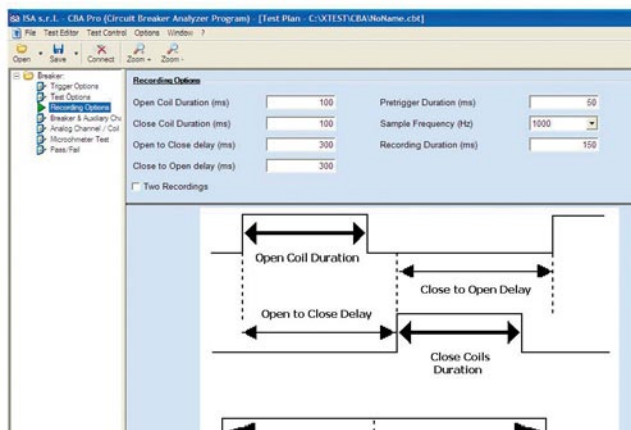 ISA s.r.l. - CBA Pro (Circuit Breaker Analyzer Program) - [Test Plan - C:\XTEST\CBA\NoName.cbt]
File Test Editor Test Control Options Window ?
Open Save Connect Zoom + Zoom -
Breaker:
Trigger Options
Test Options
Recording Options
Breaker & Auxiliary Cha
Analog Channel / Coil
Microohmeter Test
Pass/Fail
Recording Options
Open Coil Duration (ms) 100 Pretrigger Duration (ms) 50
Close Coil Duration (ms) 100 Sample Frequency (Hz) 1000
Open to Close delay (ms) 300 Recording Duration (ms) 150
Close to Open delay (ms) 300
Two Recordings
Open Coil Duration
Close to Open Delay
Open to Close Delay
Close Coils
Duration